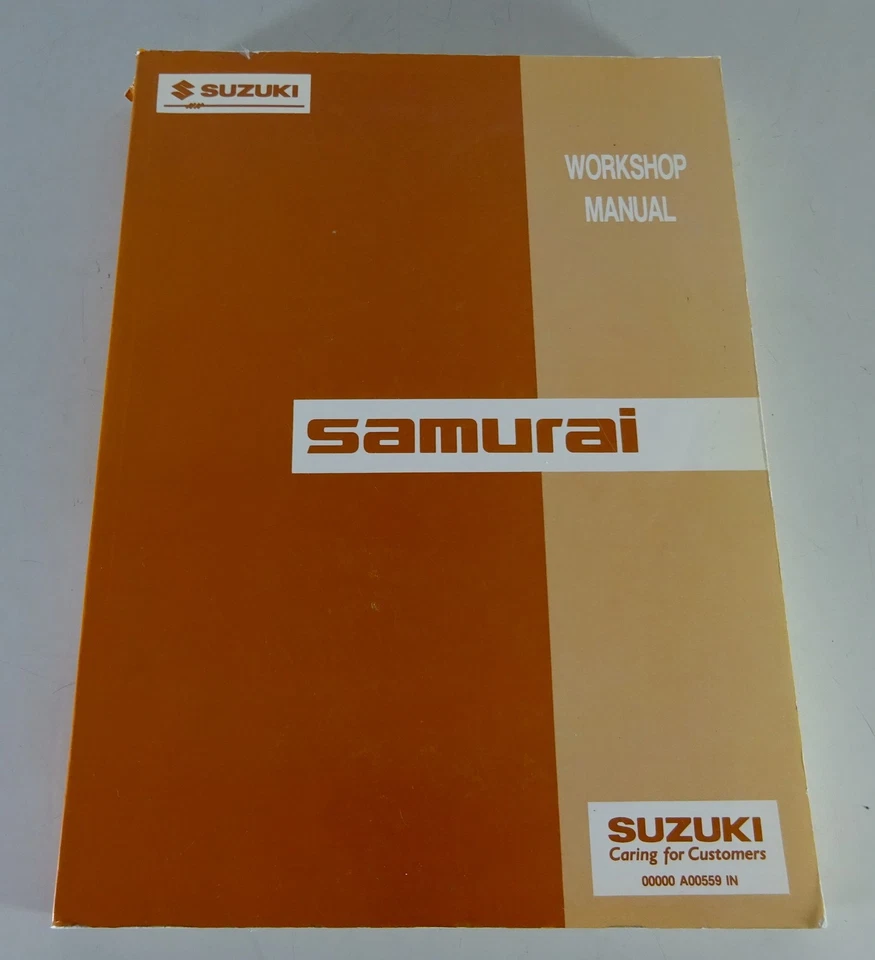 SUZUKI
WORKSHOP
MANUAL
samurai
SUZUKI
Caring for Customers
00000 A00559 IN